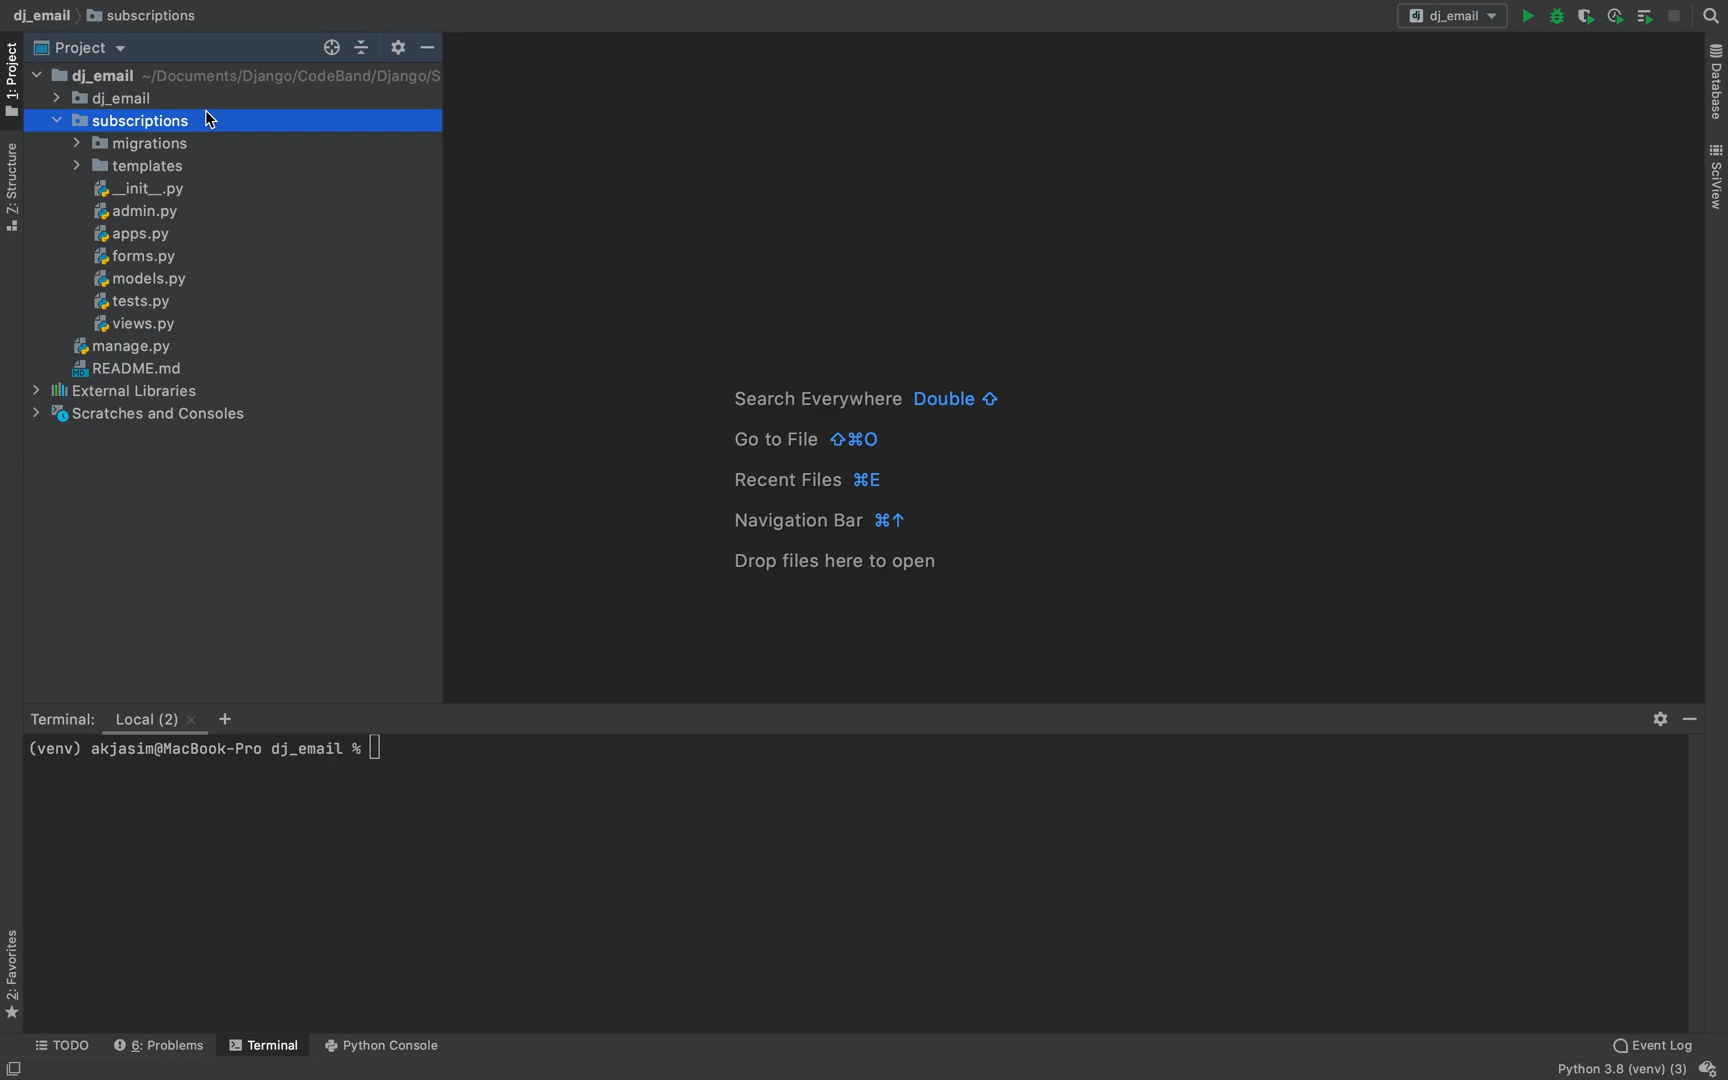 dj_email subscriptions
dj_email
1: Project
Project
dj_email ~/Documents/Django/CodeBand/Django/S
dj_email
subscriptions
migrations
templates
__init__.py
admin.py
apps.py
forms.py
models.py
tests.py
views.py
manage.py
README.md
External Libraries
Scratches and Consoles
Z: Structure
2: Favorites
Database
SciView
Search Everywhere Double ⇧
Go to File ⇧⌘O
Recent Files ⌘E
Navigation Bar ⌘↑
Drop files here to open
Terminal: Local (2) × +
(venv) akjasim@MacBook-Pro dj_email %
TODO 6: Problems Terminal Python Console Event Log
Python 3.8 (venv) (3)